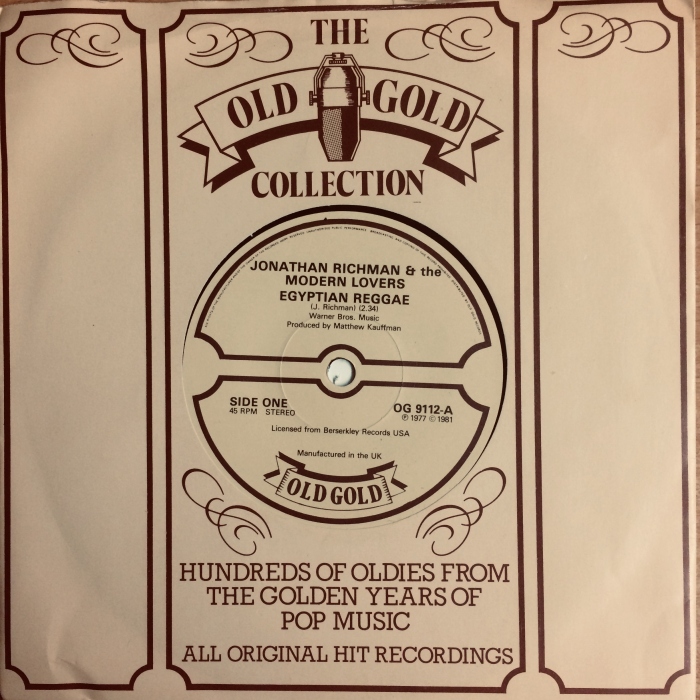 THE
OLD GOLD
COLLECTION
JONATHAN RICHMAN & the
MODERN LOVERS
EGYPTIAN REGGAE
(J. Richman) (2.34)
Warner Bros. Music
Produced by Matthew Kauffman
SIDE ONE
45 RPM STEREO
OG 9112-A
Ⓟ 1977 © 1981
Licensed from Berserkley Records USA
Manufactured in the UK
OLD GOLD
HUNDREDS OF OLDIES FROM
THE GOLDEN YEARS OF
POP MUSIC
ALL ORIGINAL HIT RECORDINGS